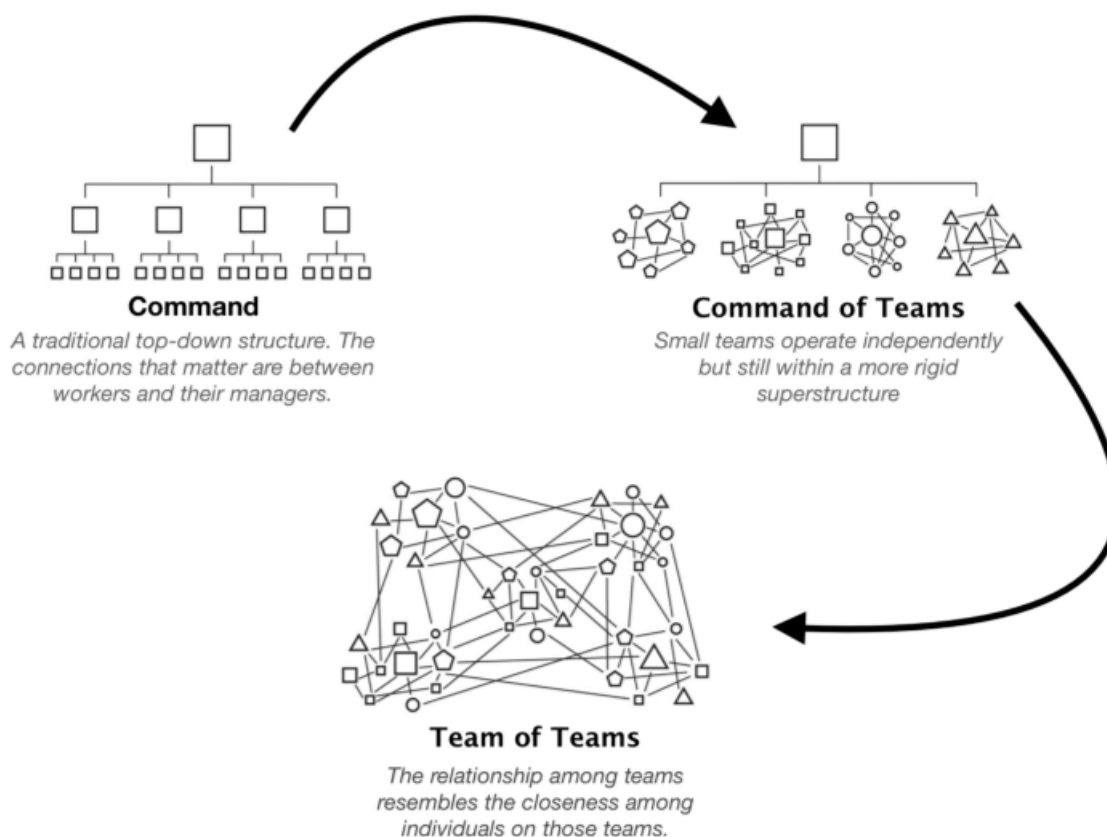 Command
A traditional top-down structure. The
connections that matter are between
workers and their managers.
Command of Teams
Small teams operate independently
but still within a more rigid
superstructure
Team of Teams
The relationship among teams
resembles the closeness among
individuals on those teams.